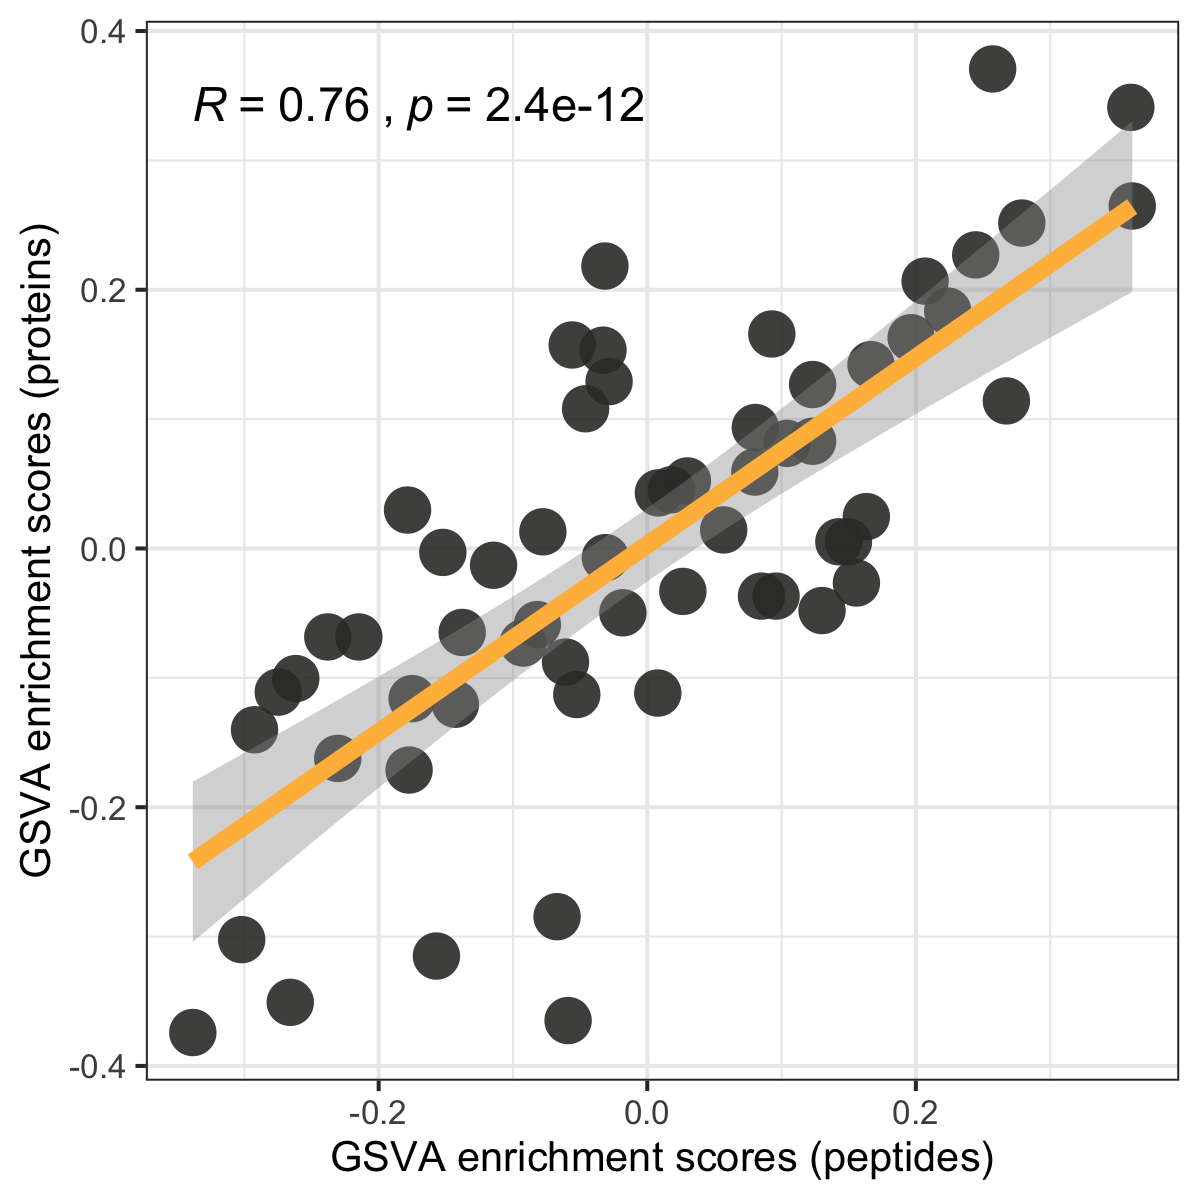 0.4
R = 0.76 , p = 2.4e-12
0.2
0.0
-0.2
-0.4
GSVA enrichment scores (proteins)
-0.2 0.0 0.2
GSVA enrichment scores (peptides)